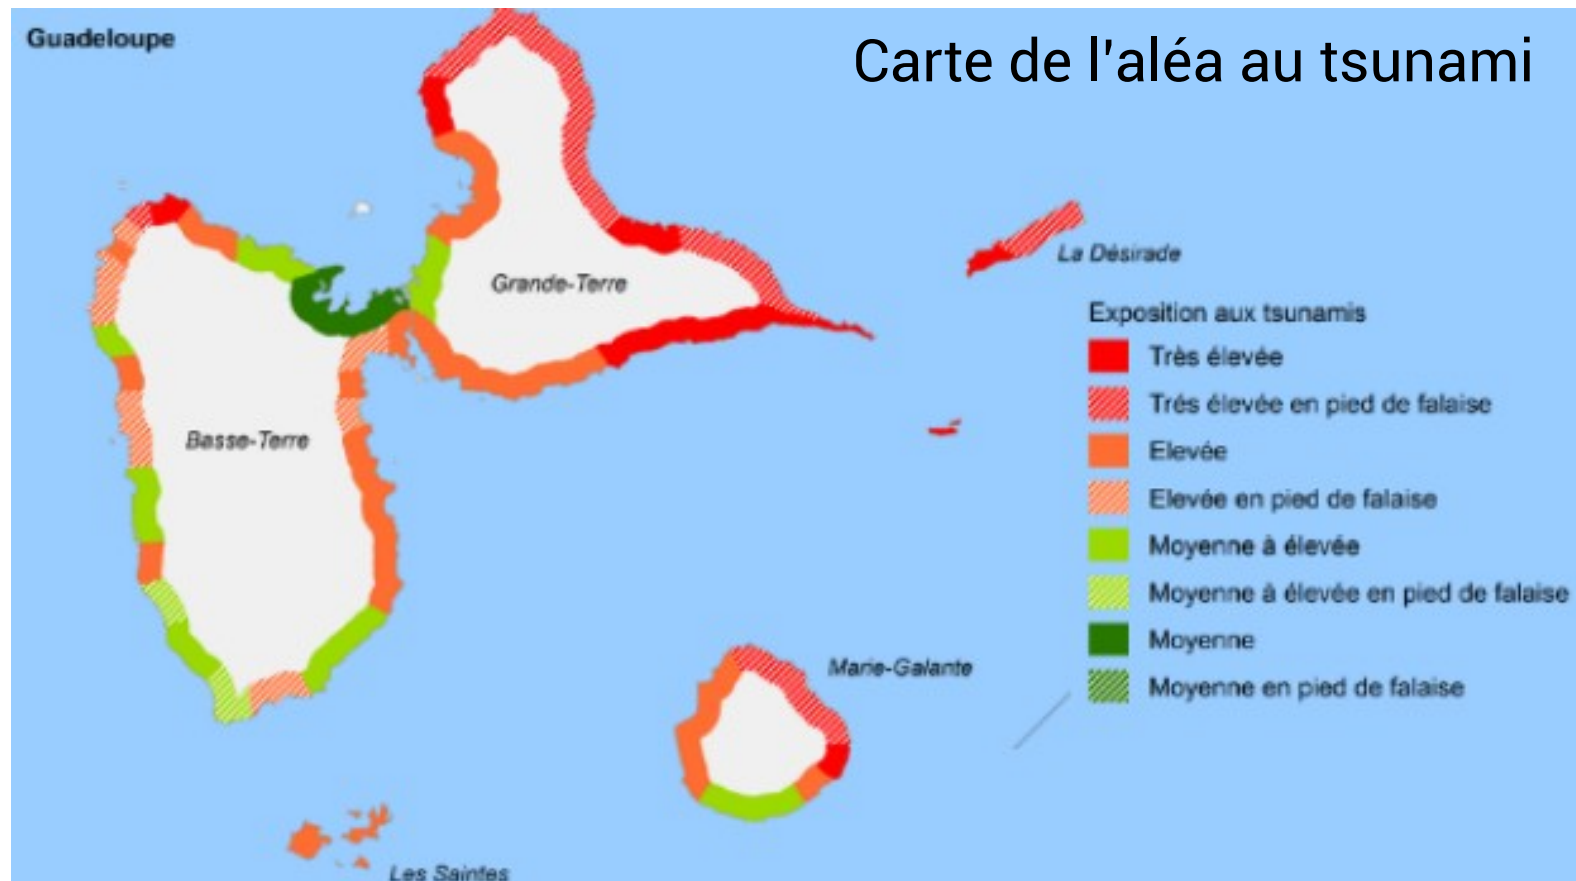 Guadeloupe
Carte de l'aléa au tsunami
La Désirade
Grande-Terre
Exposition aux tsunamis
Très élevée
Trés élevée en pied de falaise
Elevée
Basse-Terre
Elevée en pied de falaise
Moyenne à élevée
Moyenne à élevée en pied de falaise
Moyenne
Marie-Galante
Moyenne en pied de falaise
Les Saintes